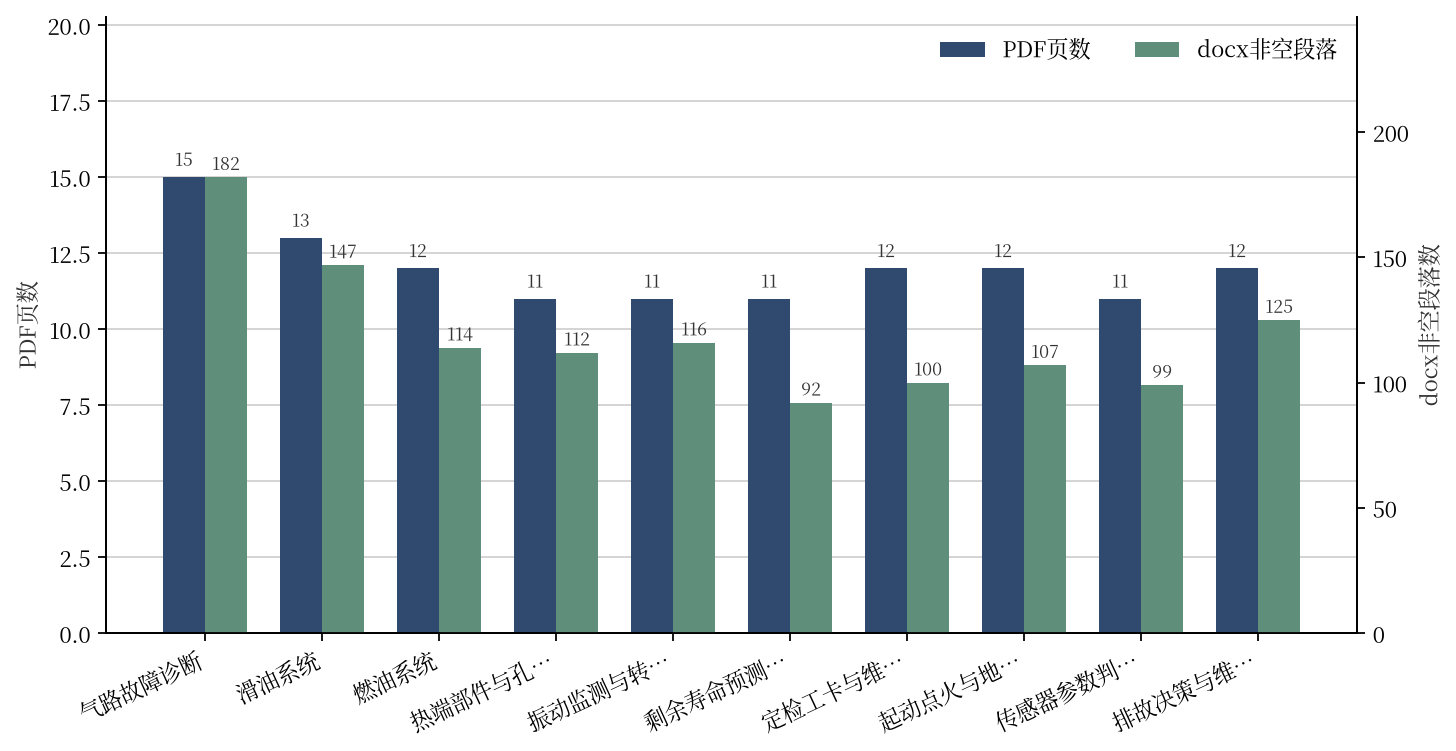 PDF页数
docx非空段落
20.0
17.5
15.0
12.5
10.0
7.5
5.0
2.5
0.0
PDF页数
200
150
100
50
0
docx非空段落数
15
182
13
147
12
114
11
112
11
116
11
92
12
100
12
107
11
99
12
125
气路故障诊断
滑油系统
燃油系统
热端部件与孔…
振动监测与转…
剩余寿命预测…
定检工卡与维…
起动点火与地…
传感器参数判…
排故决策与维…